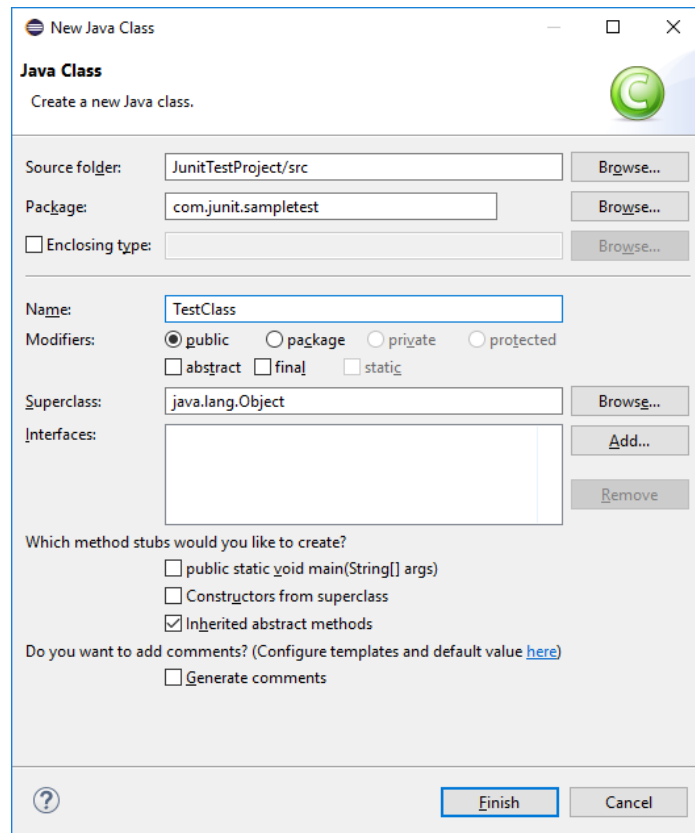 New Java Class
Java Class
Create a new Java class.
C
Source folder: JunitTestProject/src Browse...
Package: com.junit.sampletest Browse...
Enclosing type: Browse...
Name: TestClass
Modifiers: public package private protected
abstract final static
Superclass: java.lang.Object Browse...
Interfaces: Add...
Remove
Which method stubs would you like to create?
public static void main(String[] args)
Constructors from superclass
Inherited abstract methods
Do you want to add comments? (Configure templates and default value here)
Generate comments
? Finish Cancel